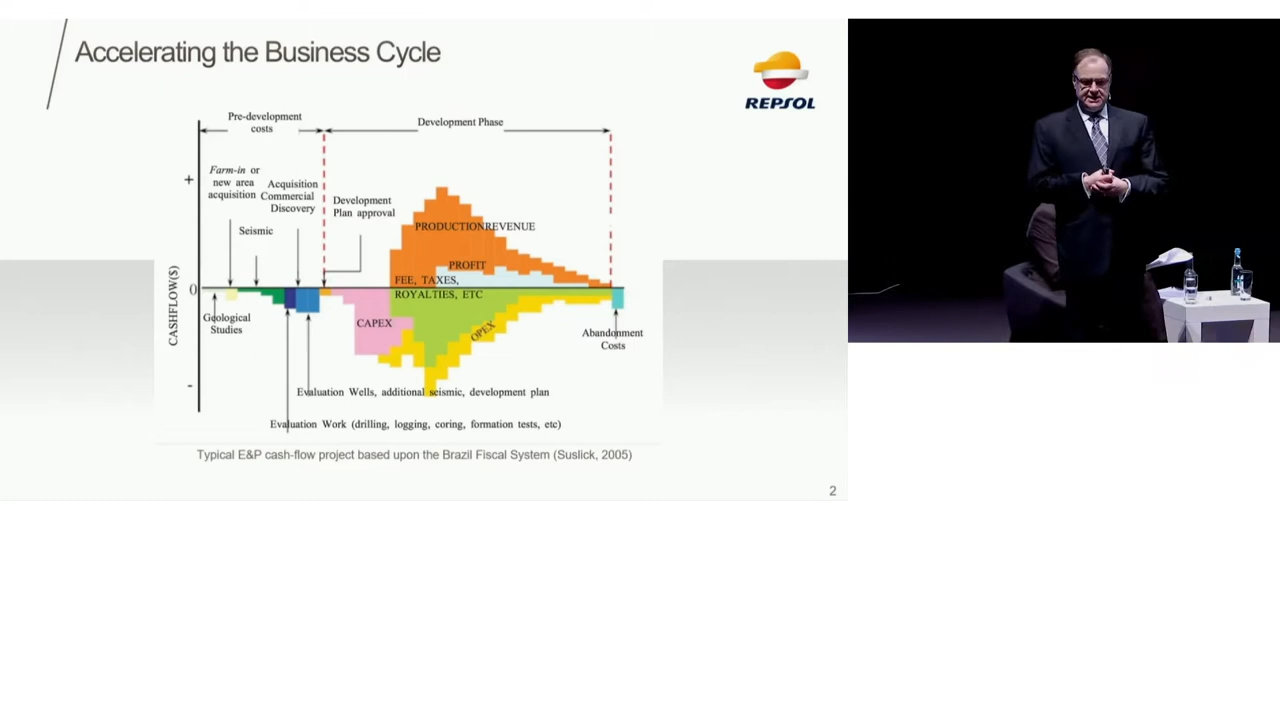 Accelerating the Business Cycle
REPSOL
Pre-development
costs
Development Phase
+
Farm-in or
new area
acquisition
Acquisition
Commercial
Discovery
Seismic
Development
Plan approval
PRODUCTION REVENUE
PROFIT
FEE, TAXES,
ROYALTIES, ETC
0
CASHFLOW($)
Geological
Studies
CAPEX
OPEX
Abandonment
Costs
-
Evaluation Wells, additional seismic, development plan
Evaluation Work (drilling, logging, coring, formation tests, etc)
Typical E&P cash-flow project based upon the Brazil Fiscal System (Suslick, 2005)
2